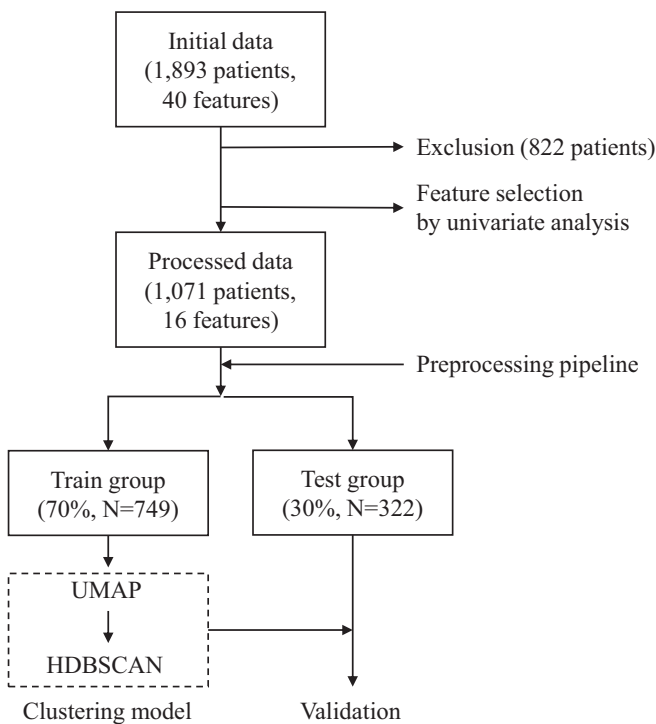 Initial data
(1,893 patients,
40 features)
Exclusion (822 patients)
Feature selection
by univariate analysis
Processed data
(1,071 patients,
16 features)
Preprocessing pipeline
Train group
(70%, N=749)
Test group
(30%, N=322)
UMAP
HDBSCAN
Clustering model
Validation